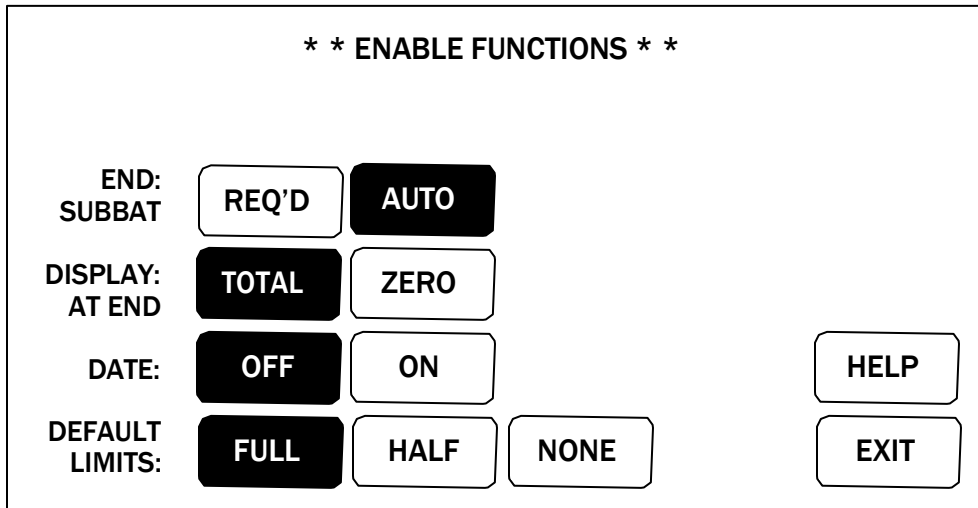 * * ENABLE FUNCTIONS * *
END:
SUBBAT
REQ’D
AUTO
DISPLAY:
AT END
TOTAL
ZERO
DATE:
OFF
ON
HELP
DEFAULT
LIMITS:
FULL
HALF
NONE
EXIT